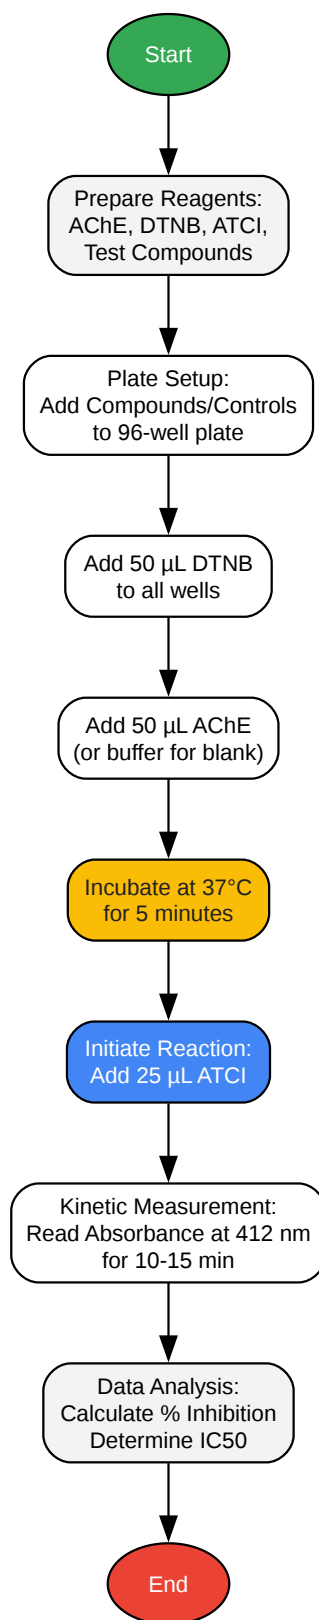 Start
Prepare Reagents:
AChE, DTNB, ATCI,
Test Compounds
Plate Setup:
Add Compounds/Controls
to 96-well plate
Add 50 µL DTNB
to all wells
Add 50 µL AChE
(or buffer for blank)
Incubate at 37°C
for 5 minutes
Initiate Reaction:
Add 25 µL ATCI
Kinetic Measurement:
Read Absorbance at 412 nm
for 10-15 min
Data Analysis:
Calculate % Inhibition
Determine IC50
End